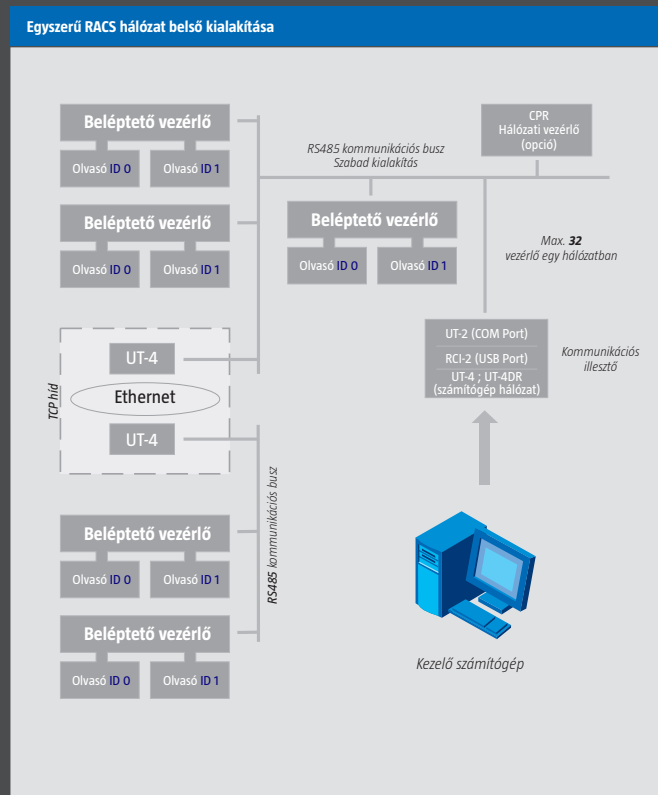 Egyszerű RACS hálózat belső kialakítása
Beléptető vezérlő
Olvasó ID 0
Olvasó ID 1
Beléptető vezérlő
Olvasó ID 0
Olvasó ID 1
RS485 kommunikációs busz
Szabad kialakítás
CPR
Hálózati vezérlő
(opció)
Beléptető vezérlő
Olvasó ID 0
Olvasó ID 1
Max. 32
vezérlő egy hálózatban
TCP híd
UT-4
Ethernet
UT-4
UT-2 (COM Port)
RCI-2 (USB Port)
UT-4 ; UT-4DR
(számítógép hálózat)
Kommunikációs
illesztő
RS485 kommunikációs busz
Beléptető vezérlő
Olvasó ID 0
Olvasó ID 1
Beléptető vezérlő
Olvasó ID 0
Olvasó ID 1
Kezelő számítógép